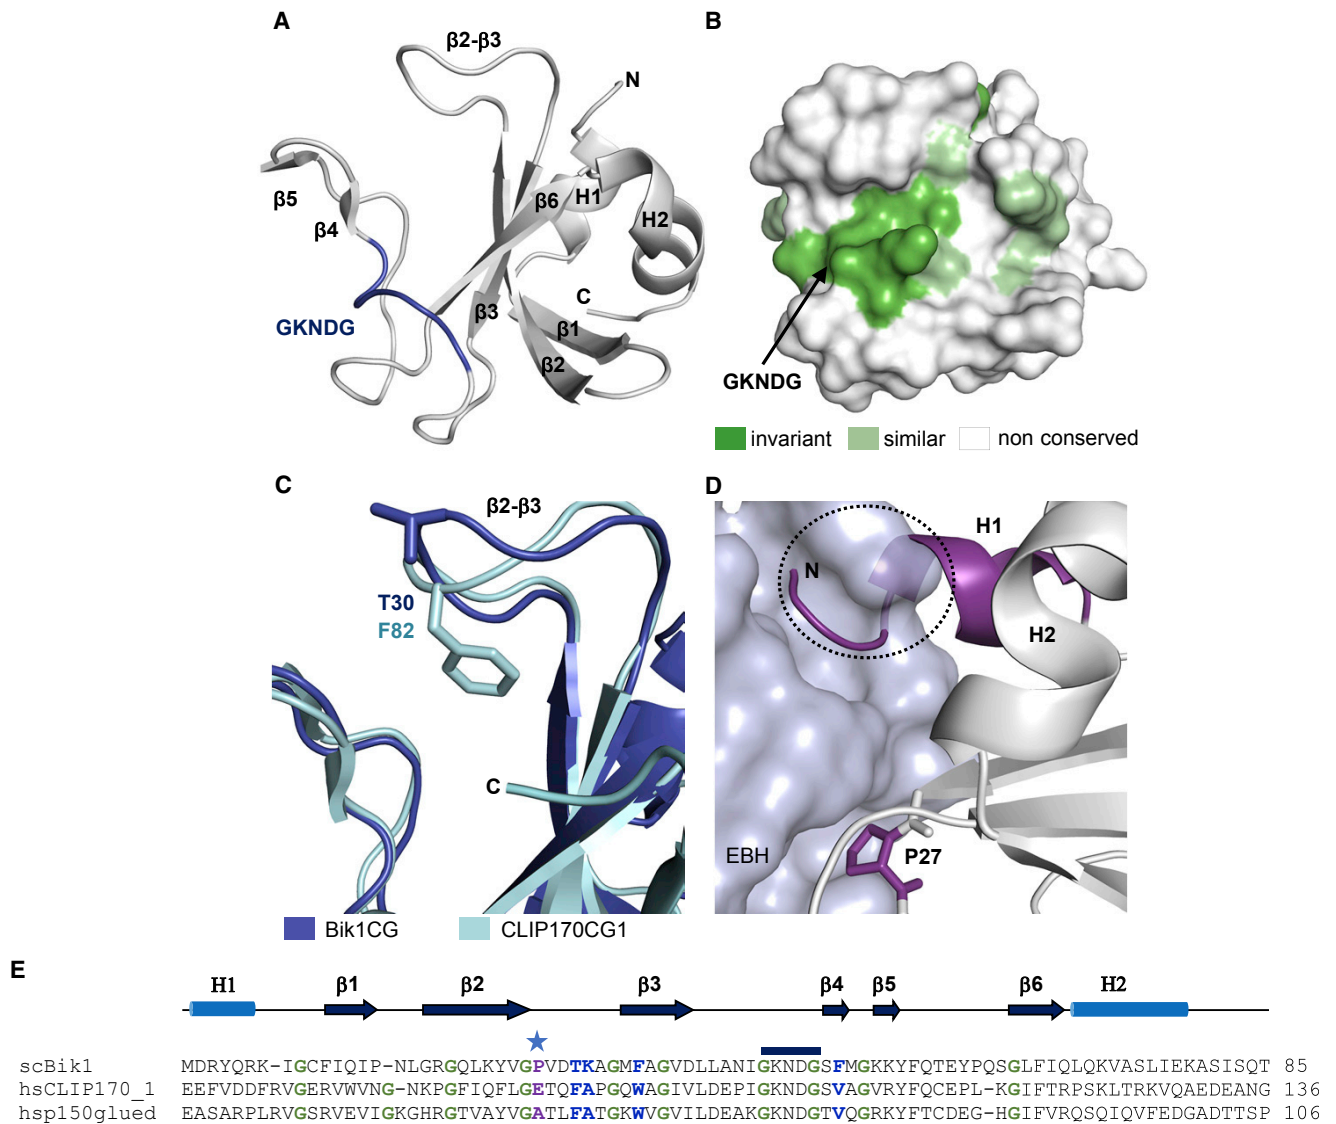 A
β2-β3
N
β5
β4
β6
H1
H2
GKNDG
β3
C
β1
β2
B
GKNDG
invariant
similar
non conserved
C
β2-β3
T30
F82
C
Bik1CG
CLIP170CG1
D
H1
N
H2
EBH
P27
E
H1 β1 β2 β3 β4 β5 β6 H2
scBik1 MDRYQRK-IGCFIQIP-NLGRGQLKYVGPVDTKAGMFAGVDLLANIGKNDGSFMGKKYFQTEYPQSGLFIQLQKVASLIEKASISQT 85
hsCLIP170_1 EEFVDDFRVGERVWVNG-NKPGFIQFLGETQFAPGQWAGIVLDEPIGKNDGSVAGVRYFQCEPL-KGIFTRPSKLTRKVQAEDEANG 136
hsp150glued EASARPLRVGSRVEVIGKGHRGTVAYVGATLFATGKWVGVILDEAKGKNDGTVQGRKYFTCDEG-HGIFVRQSQIQVFEDGADTTSP 106